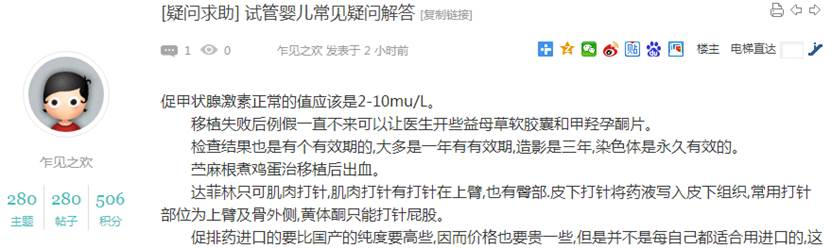 [疑问求助] 试管婴儿常见疑问解答 [复制链接]
1 0 乍见之欢 发表于 2 小时前 楼主 电梯直达
促甲状腺激素正常的值应该是2-10mu/L。
移植失败后例假一直不来可以让医生开些益母草软胶囊和甲羟孕酮片。
检查结果也是有个有效期的,大多是一年有有效期,造影是三年,染色体是永久有效的。
苎麻根煮鸡蛋治移植后出血。
达菲林只可肌肉打针,肌肉打针有打针在上臂,也有臀部.皮下打针将药液写入皮下组织,常用打针
部位为上臂及骨外侧,黄体酮只能打针屁股。
促排药进口的要比国产的纯度要高些,因而价格也要贵一些,但是并不是每自己都适合用进口的,这
乍见之欢
280 280 506
主题 帖子 积分